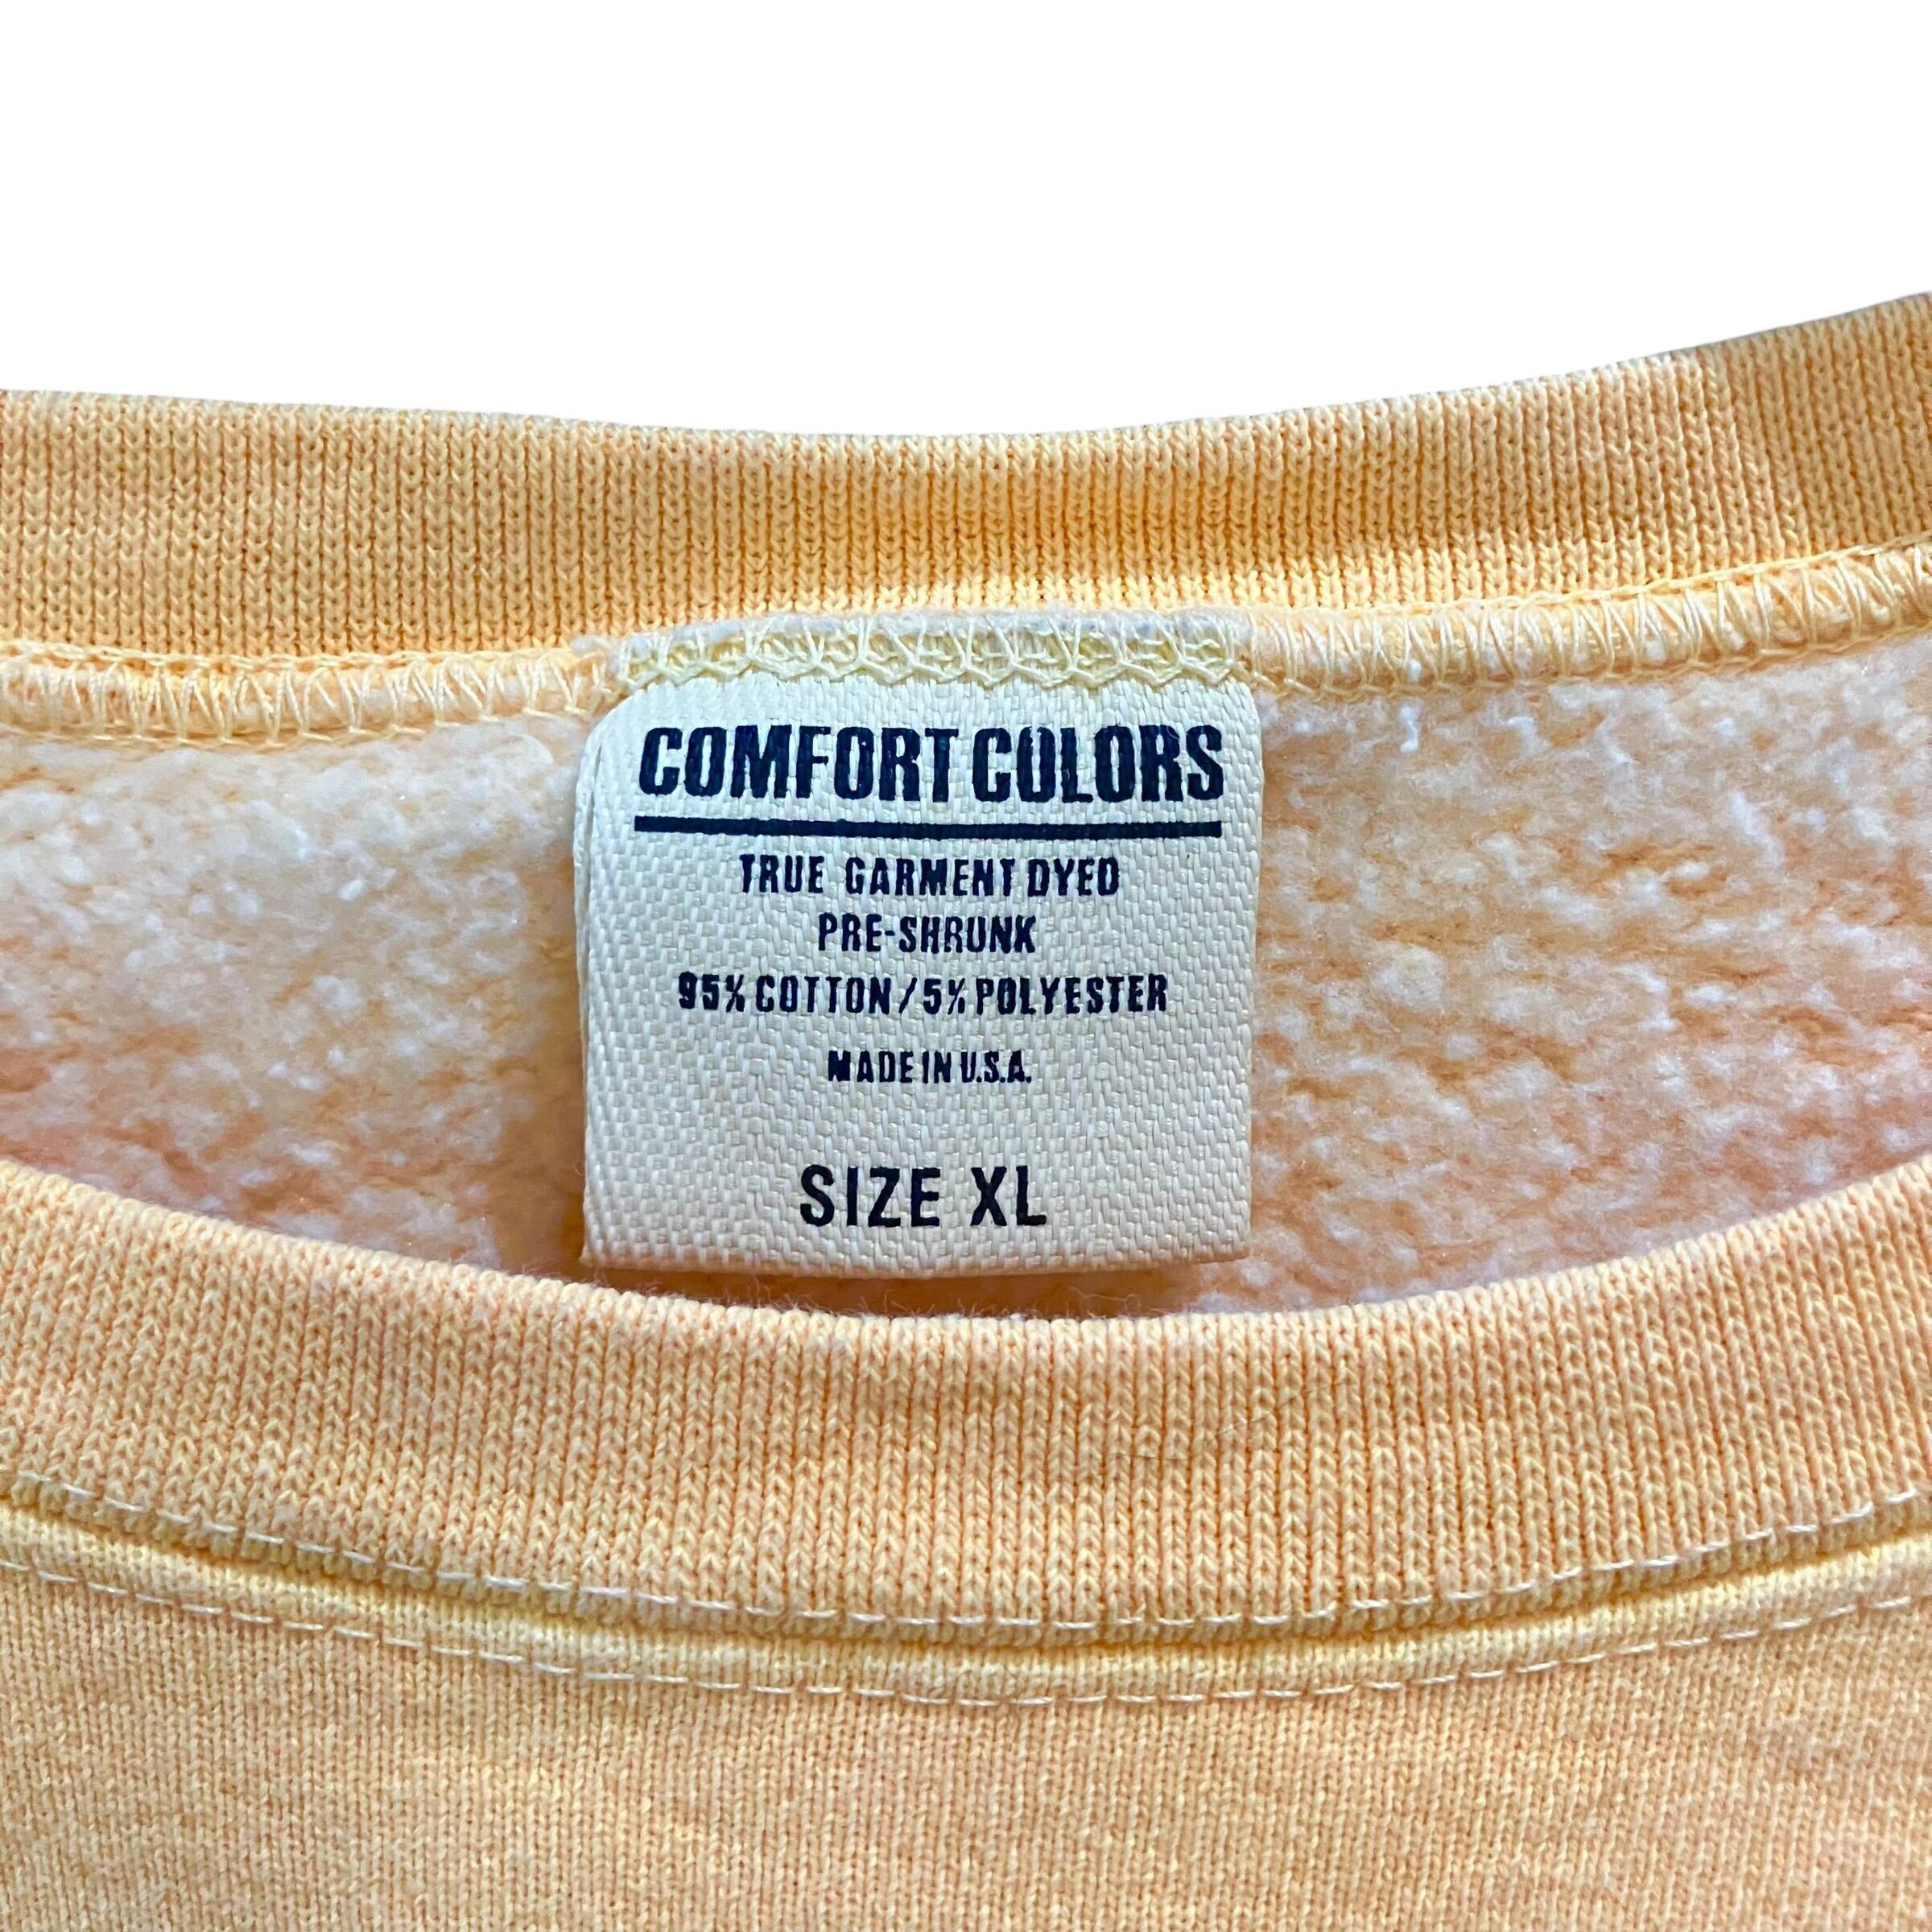 COMFORT COLORS
TRUE GARMENT DYED
PRE-SHRUNK
95% COTTON/5% POLYESTER
MADE IN U.S.A.
SIZE XL